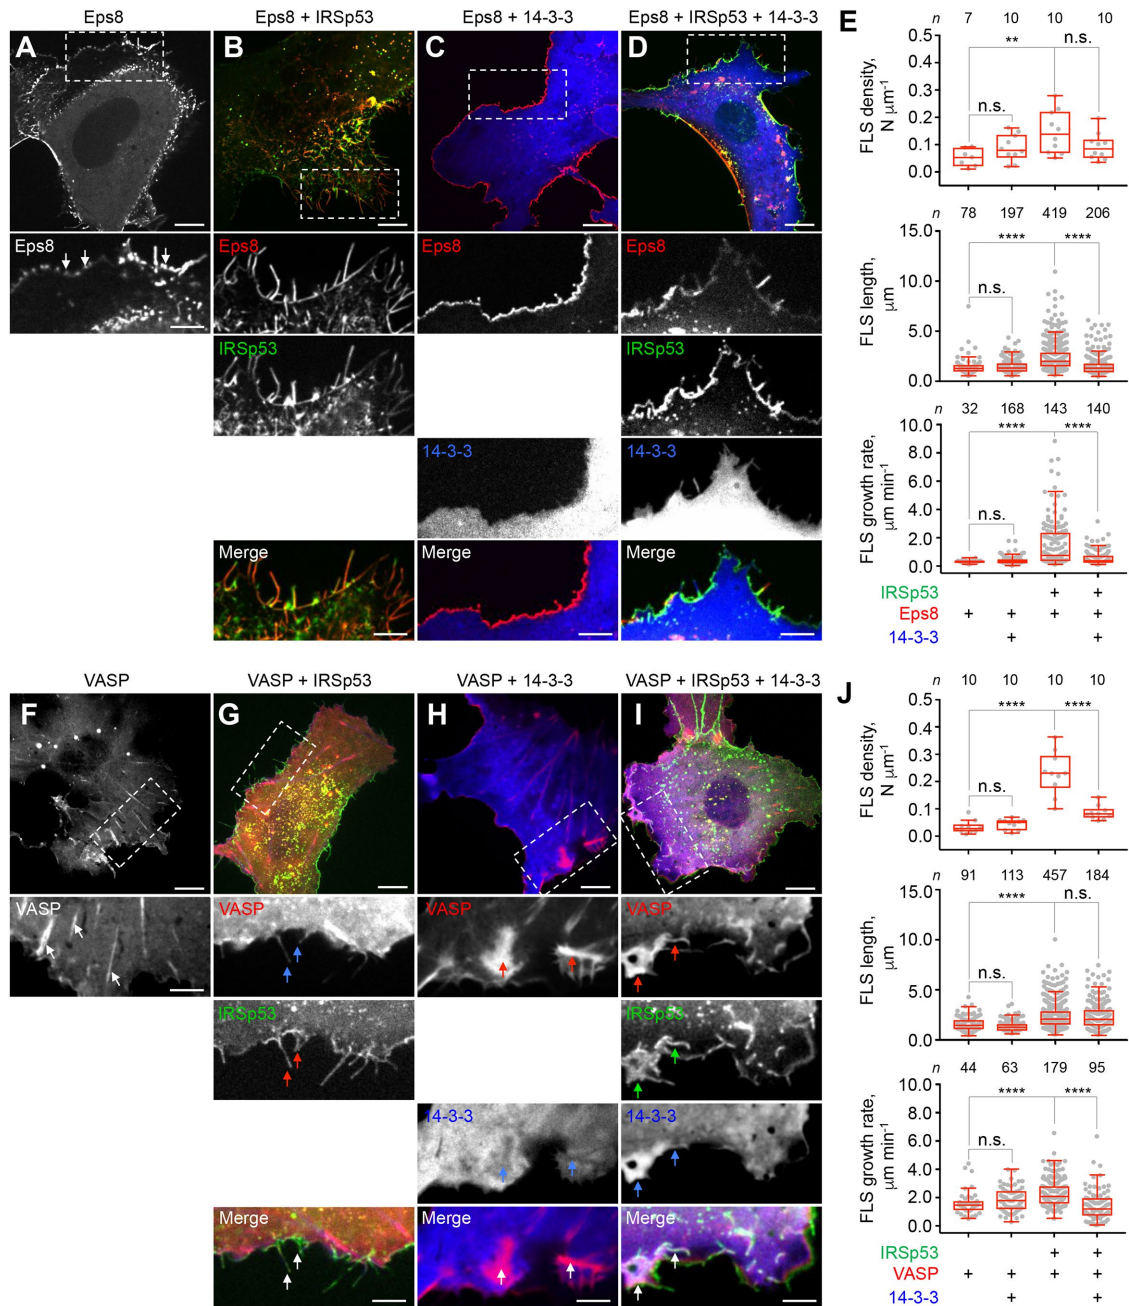 Eps8
Eps8 + IRSp53
Eps8 + 14-3-3
Eps8 + IRSp53 + 14-3-3
A
B
C
D
Eps8
Eps8
Eps8
Eps8
IRSp53
IRSp53
14-3-3
14-3-3
Merge
Merge
Merge
E
n 7 10 10 10
FLS density,
N µm-1
0.5
0.4
0.3
0.2
0.1
0.0
** n.s.
n.s.
n 78 197 419 206
FLS length,
µm
15.0
10.0
5.0
0.0
**** ****
n.s.
n 32 168 143 140
FLS growth rate,
µm min-1
10.0
8.0
6.0
4.0
2.0
0.0
**** ****
n.s.
IRSp53 + +
Eps8 + + + +
14-3-3 + +
VASP
VASP + IRSp53
VASP + 14-3-3
VASP + IRSp53 + 14-3-3
F
G
H
I
VASP
VASP
VASP
VASP
IRSp53
IRSp53
14-3-3
14-3-3
Merge
Merge
Merge
J
n 10 10 10 10
FLS density,
N µm-1
0.5
0.4
0.3
0.2
0.1
0.0
**** ****
n.s.
n 91 113 457 184
FLS length,
µm
15.0
10.0
5.0
0.0
**** n.s.
n.s.
n 44 63 179 95
FLS growth rate,
µm min-1
10.0
8.0
6.0
4.0
2.0
0.0
**** ****
n.s.
IRSp53 + +
VASP + + + +
14-3-3 + +